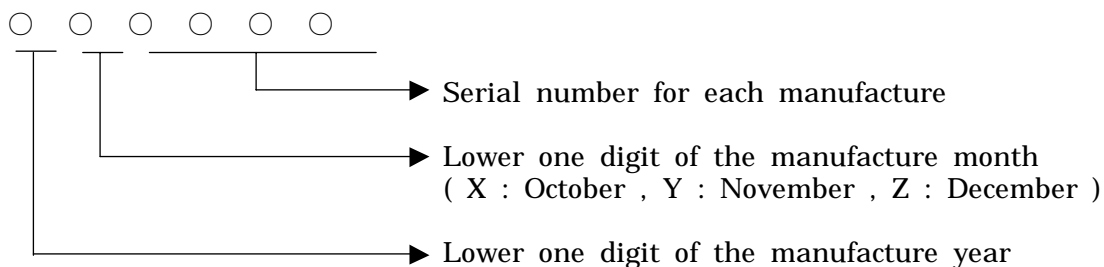 ○ ○ ○ ○ ○ ○
Serial number for each manufacture
Lower one digit of the manufacture month
( X : October , Y : November , Z : December )
Lower one digit of the manufacture year